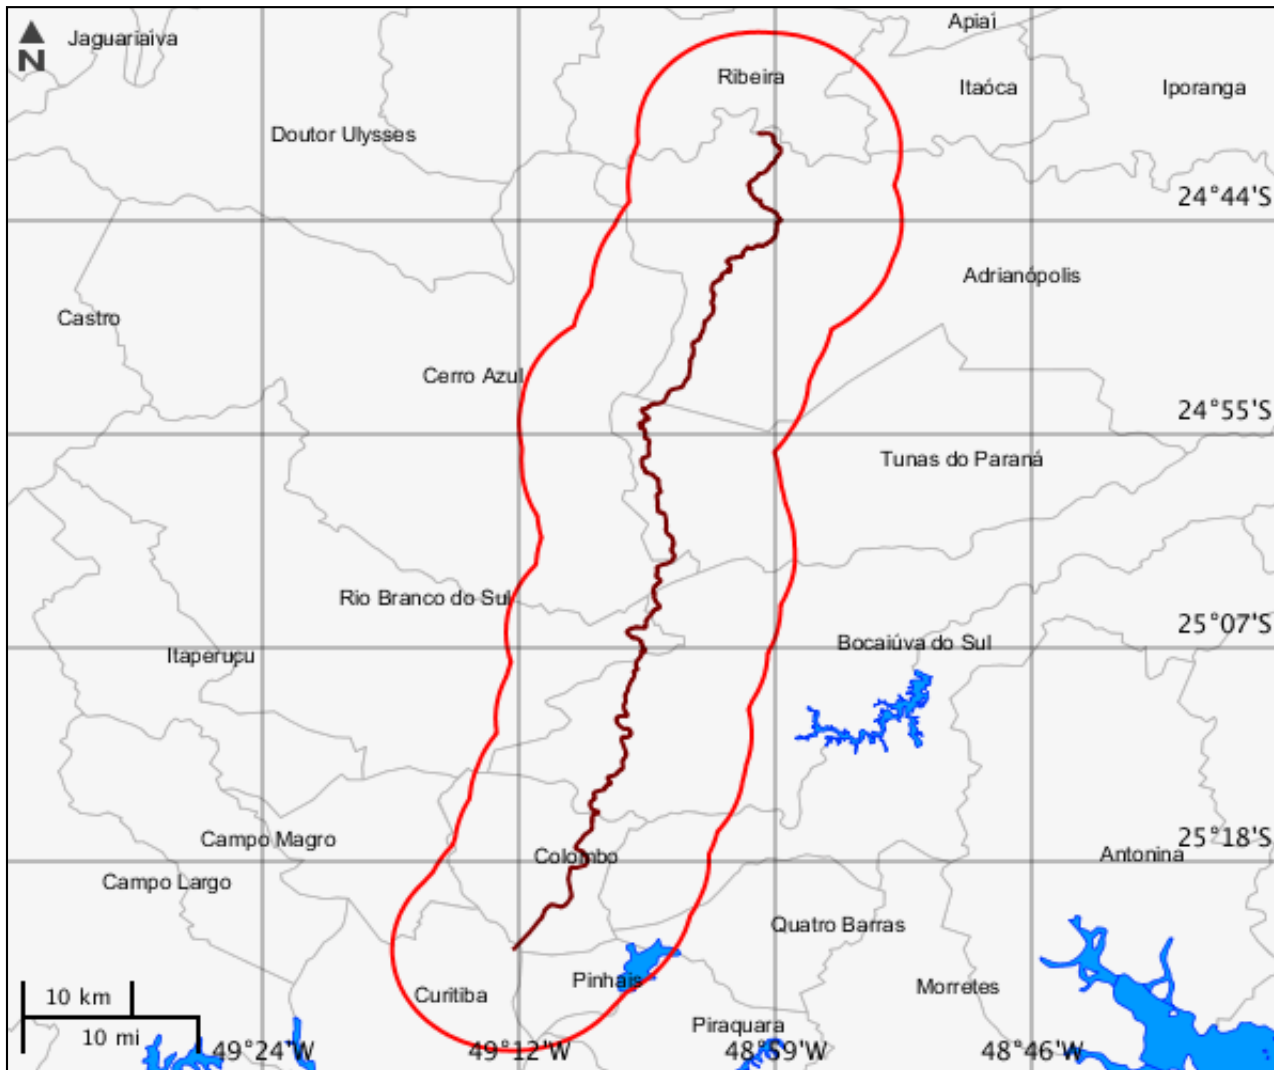 Apiaí
Jaguariaiva
N
Ribeira
Itaóca
Iporanga
Doutor Ulysses
24°44'S
Adrianópolis
Castro
Cerro Azul
24°55'S
Tunas do Paraná
Rio Branco do Sul
25°07'S
Bocaiúva do Sul
Itaperuçu
25°18'S
Campo Magro
Colombo
Antonina
Campo Largo
Quatro Barras
Pinhais
Morretes
Curitiba
10 km
Piraquara
10 mi
49°24'W
49°12'W
48°59'W
48°46'W